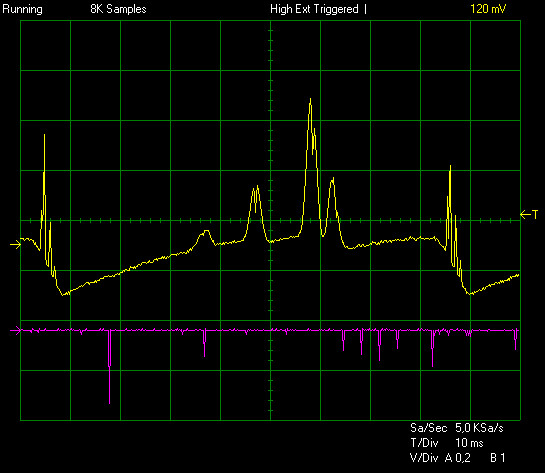 Running 8K Samples High Ext Triggered | 120 mV
T
Sa/Sec 5,0 KSa/s
T/Div 10 ms
V/Div A 0,2 B 1